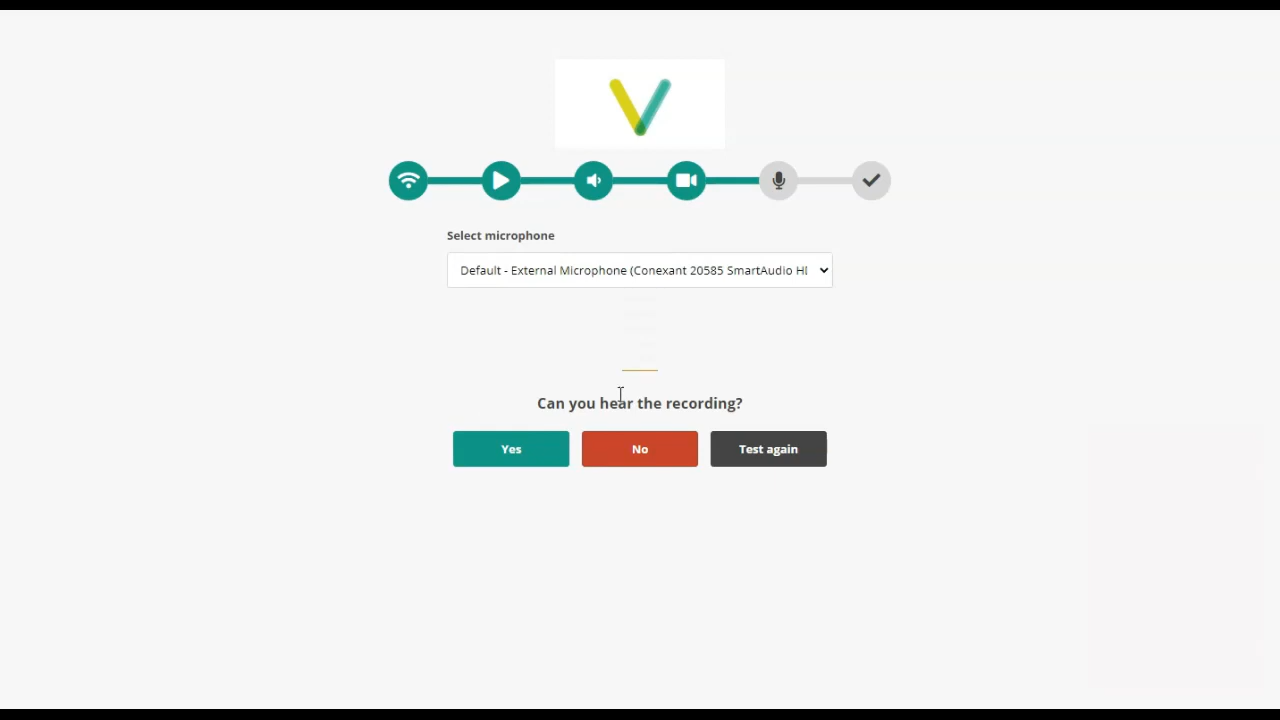 Select microphone
Default - External Microphone (Conexant 20585 SmartAudio HI
Can you hear the recording?
Yes
No
Test again